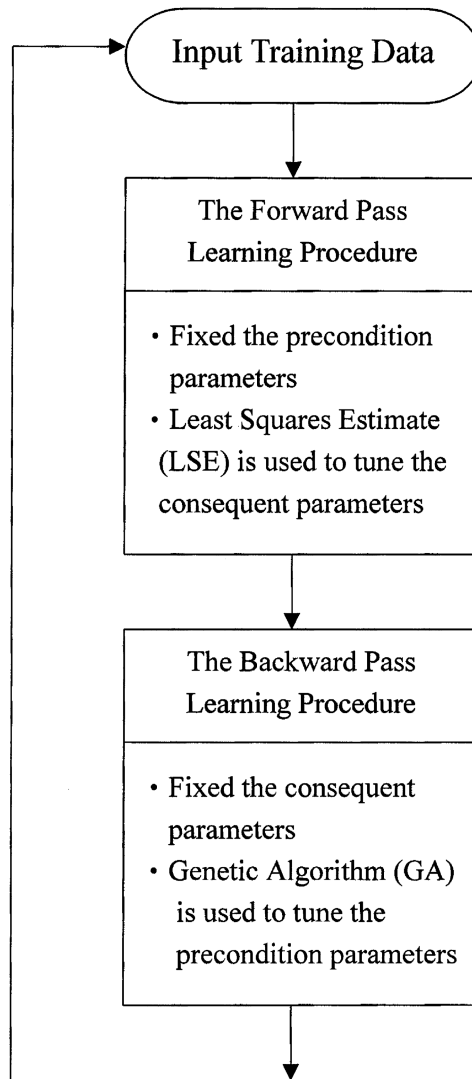 Input Training Data
The Forward Pass
Learning Procedure
・Fixed the precondition
parameters
・Least Squares Estimate
(LSE) is used to tune the
consequent parameters
The Backward Pass
Learning Procedure
・Fixed the consequent
parameters
・Genetic Algorithm (GA)
is used to tune the
precondition parameters